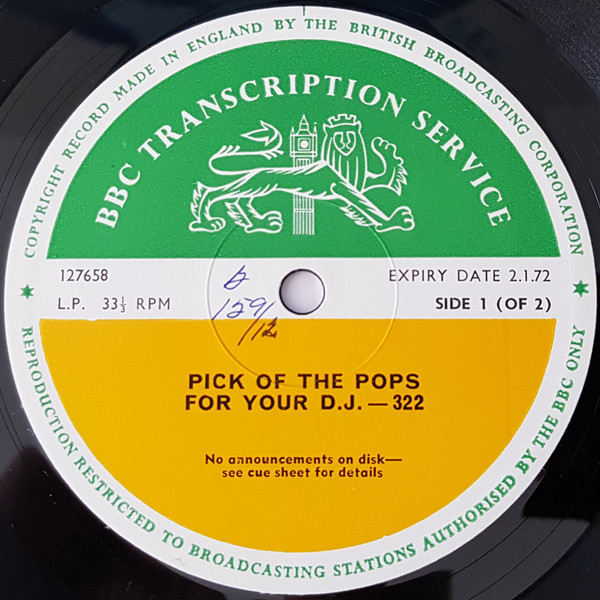 COPYRIGHT RECORD MADE IN ENGLAND BY THE BRITISH BROADCASTING CORPORATION
BBC TRANSCRIPTION SERVICE
127658
EXPIRY DATE 2.1.72
L.P. 33⅓ RPM
SIDE 1 (OF 2)
159/12
PICK OF THE POPS
FOR YOUR D.J. — 322
No announcements on disk—
see cue sheet for details
REPRODUCTION RESTRICTED TO BROADCASTING STATIONS AUTHORISED BY THE BBC ONLY